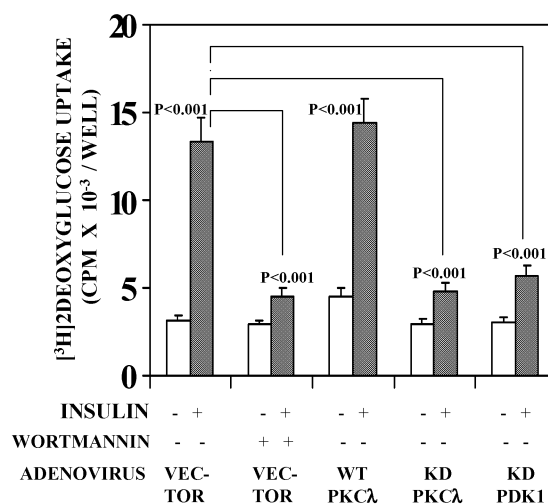 [³H]2DEOXYGLUCOSE UPTAKE
(CPM X 10⁻³ / WELL)
20
15
10
5
0
P<0.001
P<0.001
P<0.001
P<0.001
P<0.001
INSULIN - + - + - + - + - +
WORTMANNIN - - + + - - - - - -
ADENOVIRUS VEC- VEC- WT KD KD
TOR TOR PKCλ PKCλ PDK1